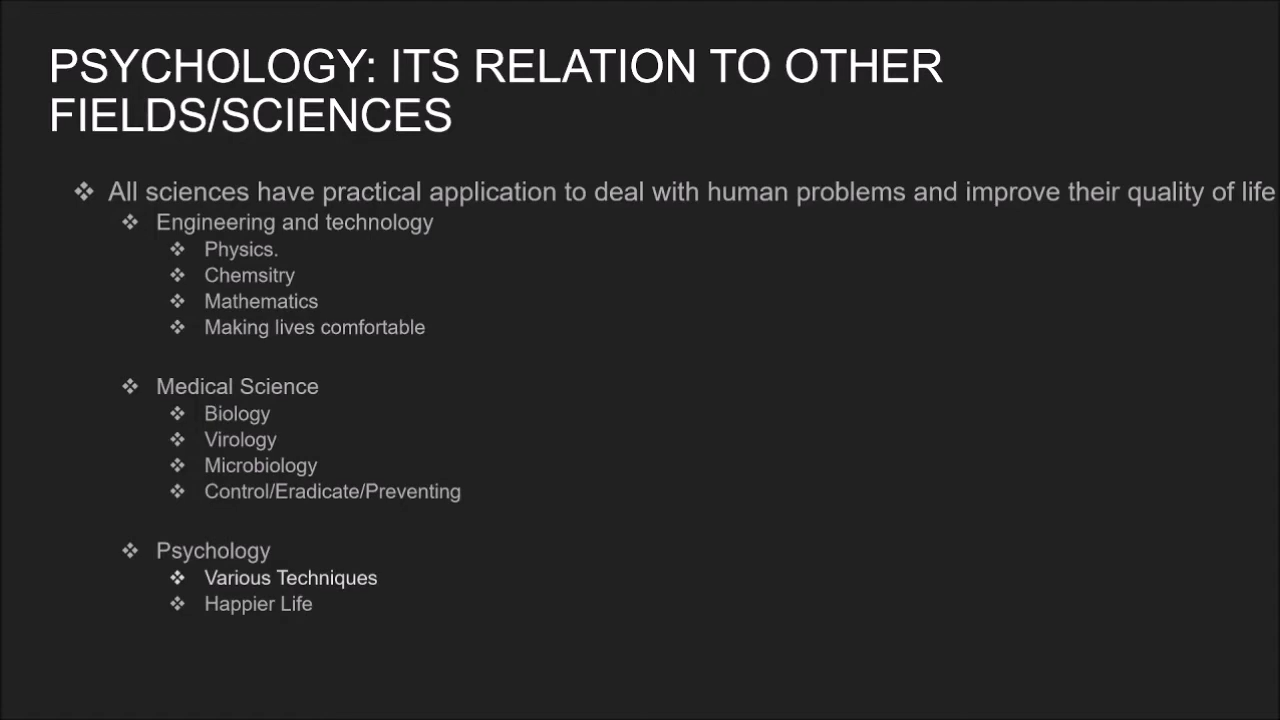 PSYCHOLOGY: ITS RELATION TO OTHER
FIELDS/SCIENCES
❖ All sciences have practical application to deal with human problems and improve their quality of life
❖ Engineering and technology
❖ Physics.
❖ Chemsitry
❖ Mathematics
❖ Making lives comfortable
❖ Medical Science
❖ Biology
❖ Virology
❖ Microbiology
❖ Control/Eradicate/Preventing
❖ Psychology
❖ Various Techniques
❖ Happier Life